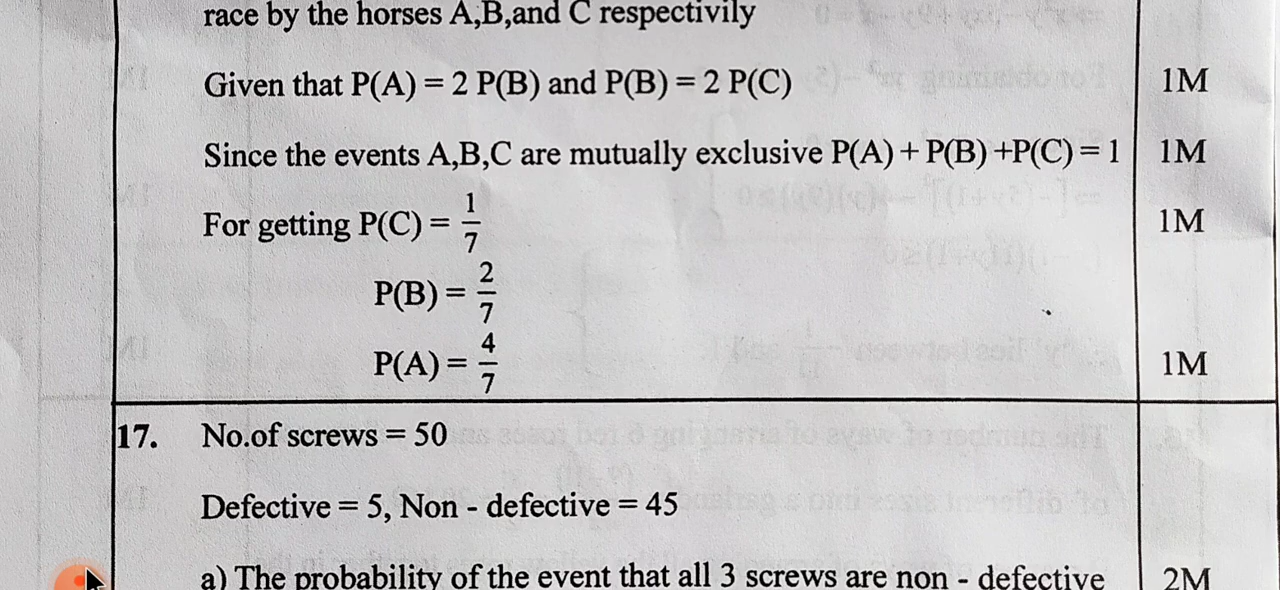 race by the horses A,B,and C respectivily
Given that P(A) = 2 P(B) and P(B) = 2 P(C) 1M
Since the events A,B,C are mutually exclusive P(A) + P(B) +P(C) = 1 1M
For getting P(C) = 1/7 1M
P(B) = 2/7
P(A) = 4/7 1M
17. No.of screws = 50
Defective = 5, Non - defective = 45
a) The probability of the event that all 3 screws are non - defective 2M